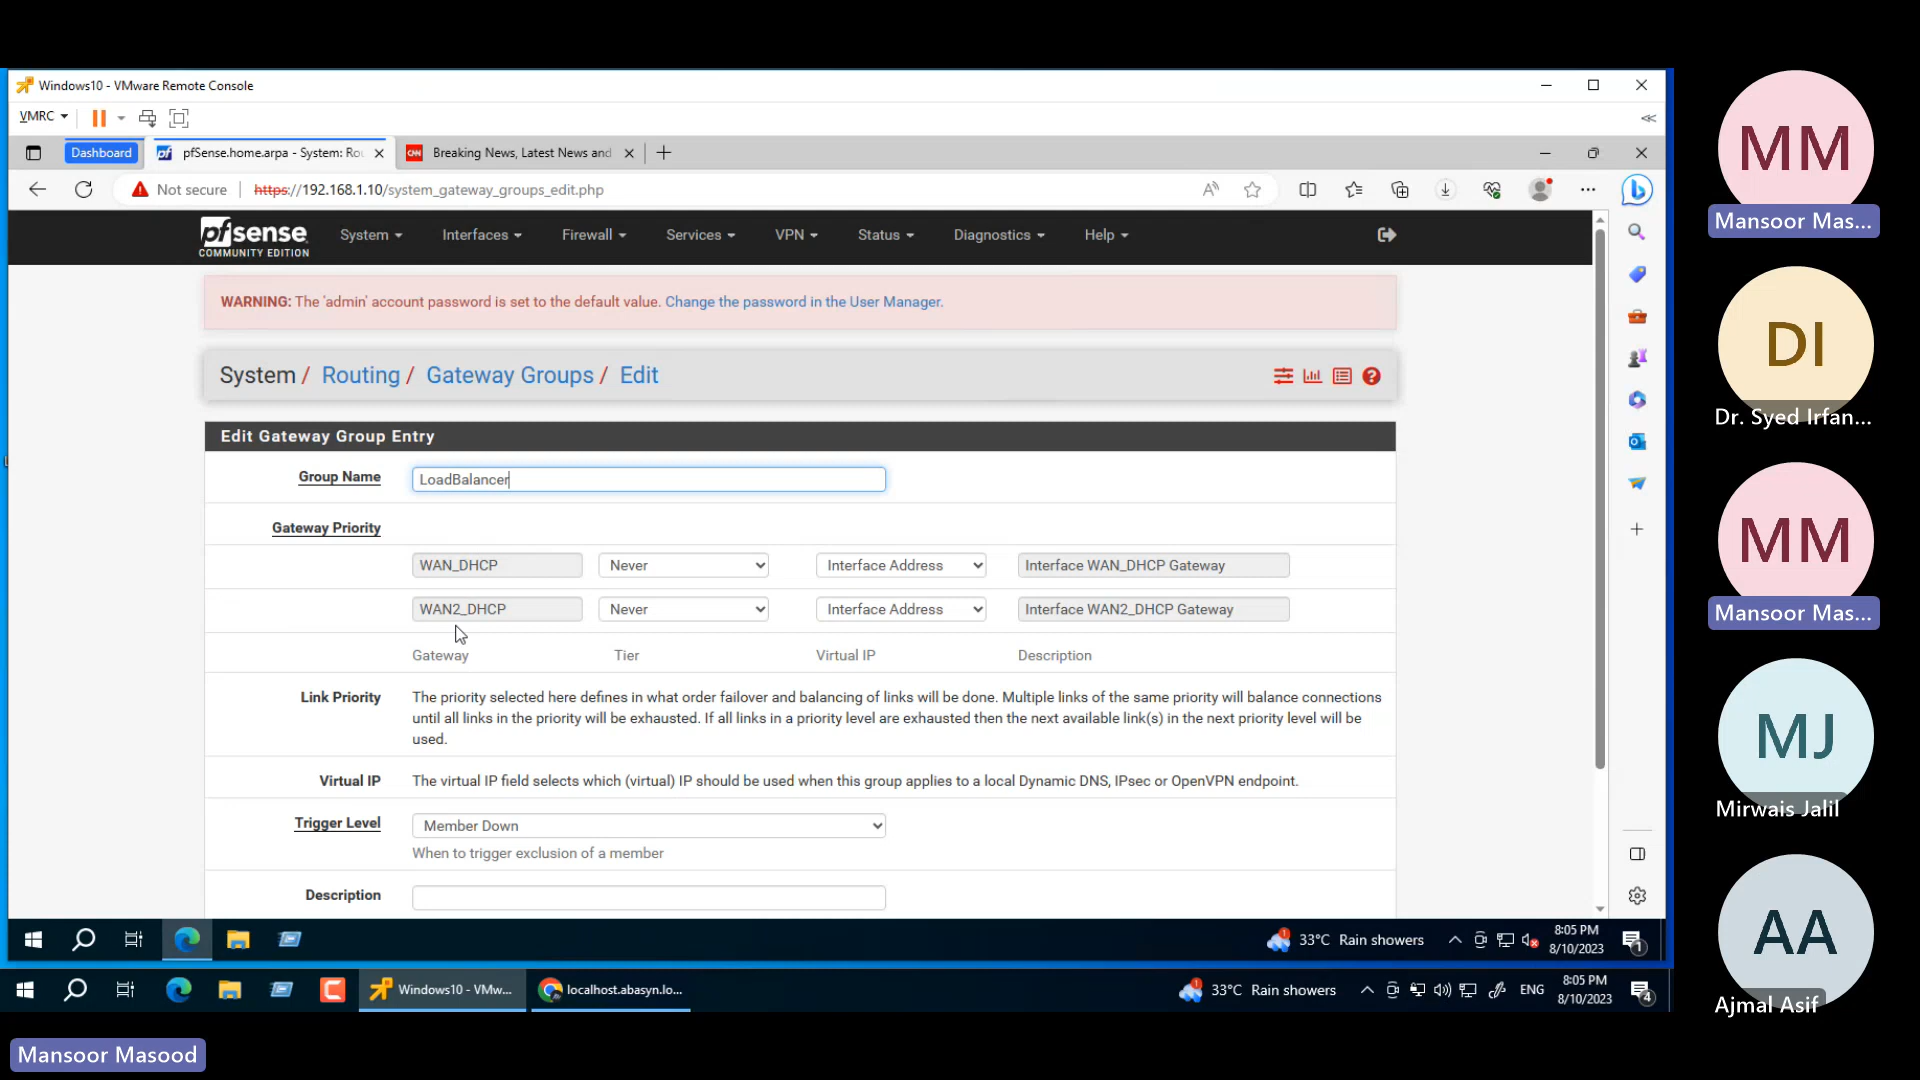 Windows10 - VMware Remote Console
VMRC
Dashboard
pfSense.home.arpa - System: Rou
Breaking News, Latest News and
Not secure
https://192.168.1.10/system_gateway_groups_edit.php
pfsense
COMMUNITY EDITION
System
Interfaces
Firewall
Services
VPN
Status
Diagnostics
Help
WARNING: The 'admin' account password is set to the default value. Change the password in the User Manager.
System / Routing / Gateway Groups / Edit
Edit Gateway Group Entry
Group Name
LoadBalancer
Gateway Priority
WAN_DHCP
Never
Interface Address
Interface WAN_DHCP Gateway
WAN2_DHCP
Never
Interface Address
Interface WAN2_DHCP Gateway
Gateway
Tier
Virtual IP
Description
Link Priority
The priority selected here defines in what order failover and balancing of links will be done. Multiple links of the same priority will balance connections
until all links in the priority will be exhausted. If all links in a priority level are exhausted then the next available link(s) in the next priority level will be
used.
Virtual IP
The virtual IP field selects which (virtual) IP should be used when this group applies to a local Dynamic DNS, IPsec or OpenVPN endpoint.
Trigger Level
Member Down
When to trigger exclusion of a member
Description
33°C Rain showers
8:05 PM
8/10/2023
1
Windows10 - VMw...
localhost.abasyn.lo...
33°C Rain showers
ENG
8:05 PM
8/10/2023
4
Mansoor Masood
MM
Mansoor Mas...
DI
Dr. Syed Irfan...
MM
Mansoor Mas...
MJ
Mirwais Jalil
AA
Ajmal Asif